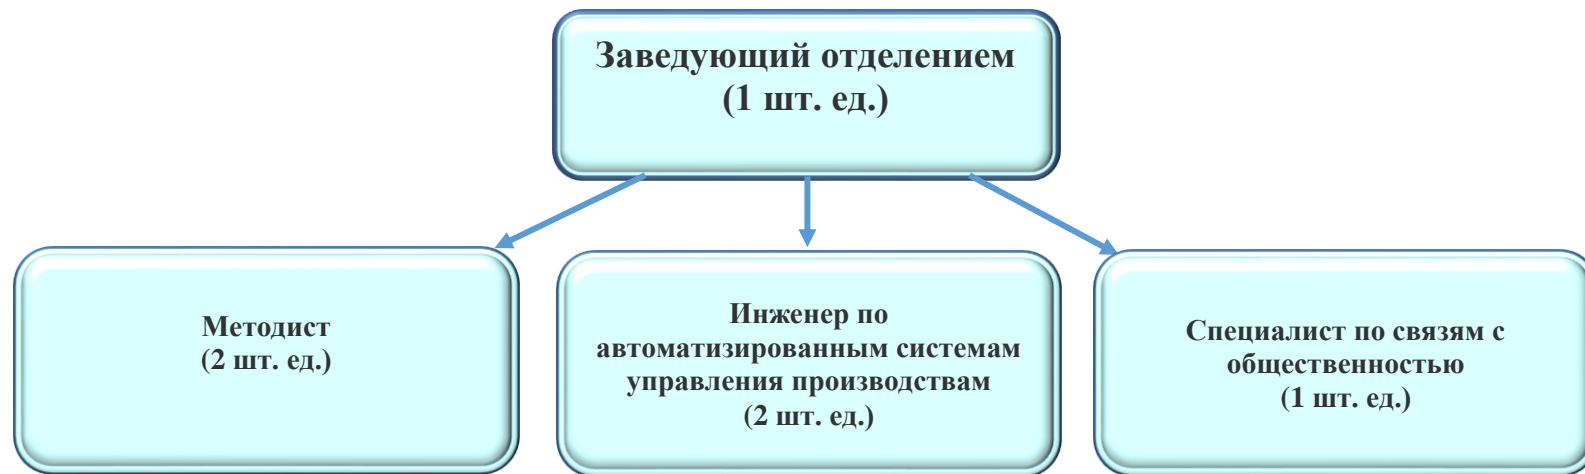 Заведующий отделением
(1 шт. ед.)
Методист
(2 шт. ед.)
Инженер по
автоматизированным системам
управления производствам
(2 шт. ед.)
Специалист по связям с
общественностью
(1 шт. ед.)